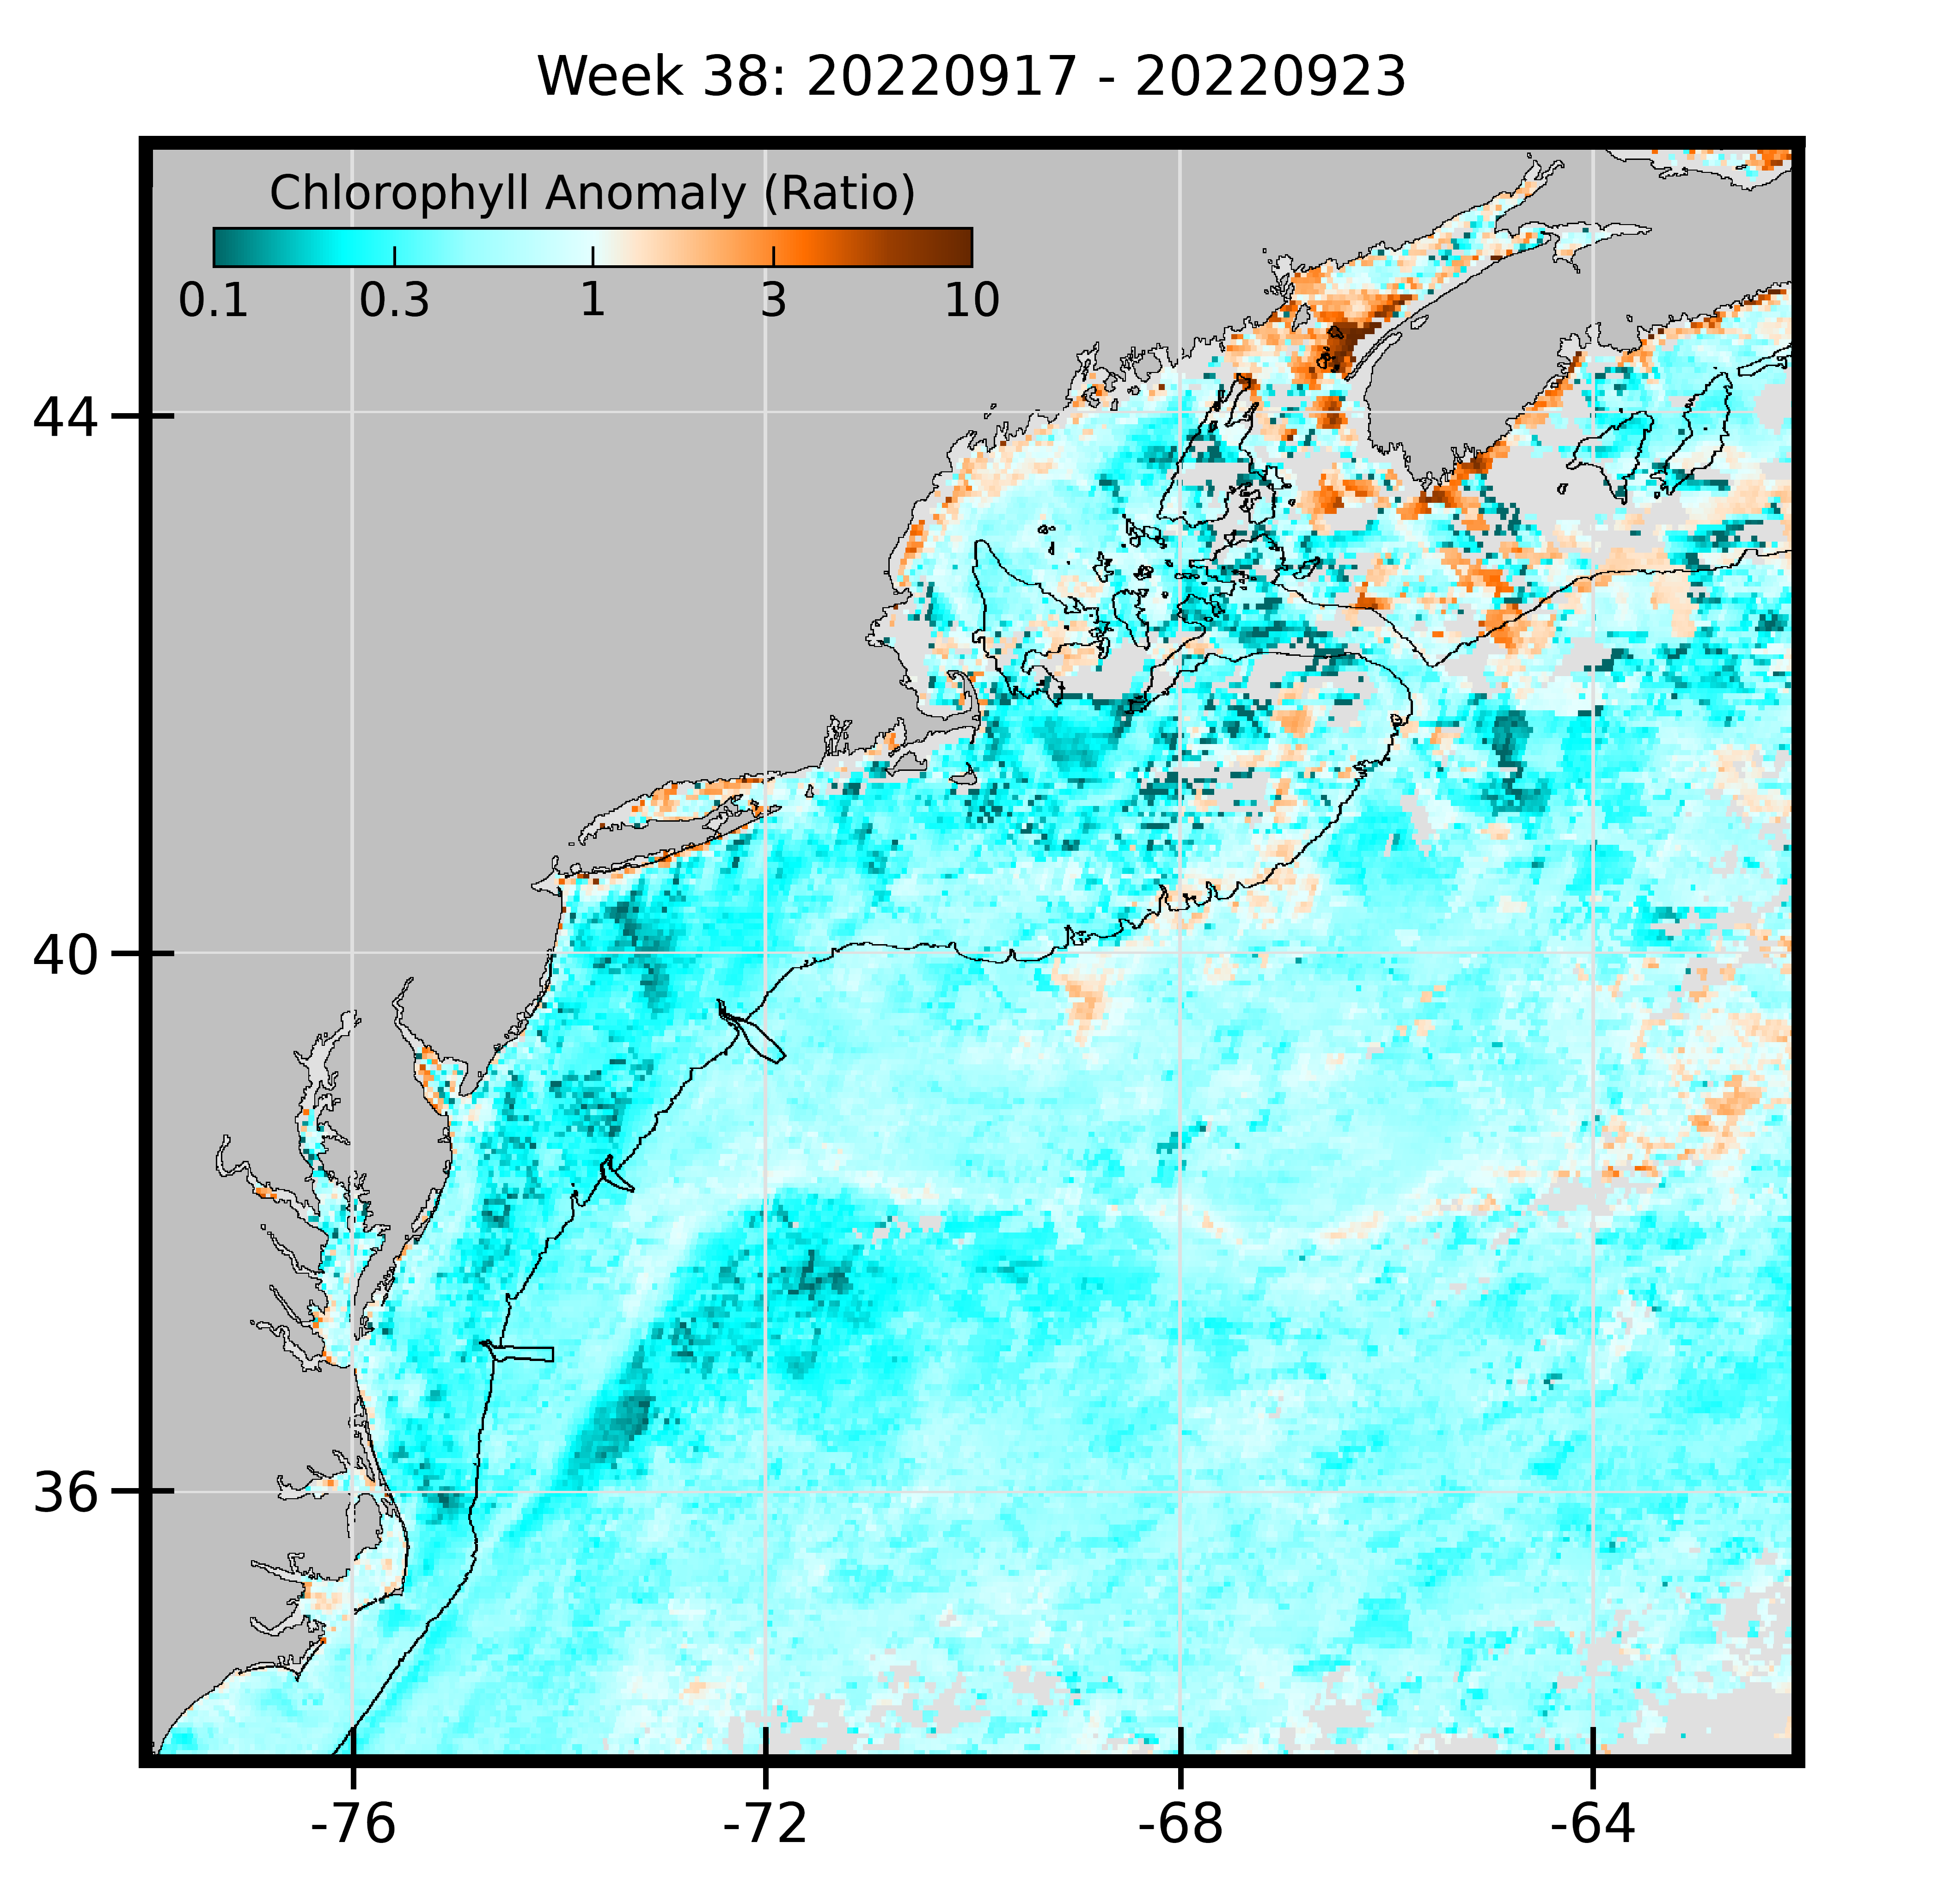 Week 38: 20220917 - 20220923
Chlorophyll Anomaly (Ratio)
0.1 0.3 1 3 10
44
40
36
-76 -72 -68 -64